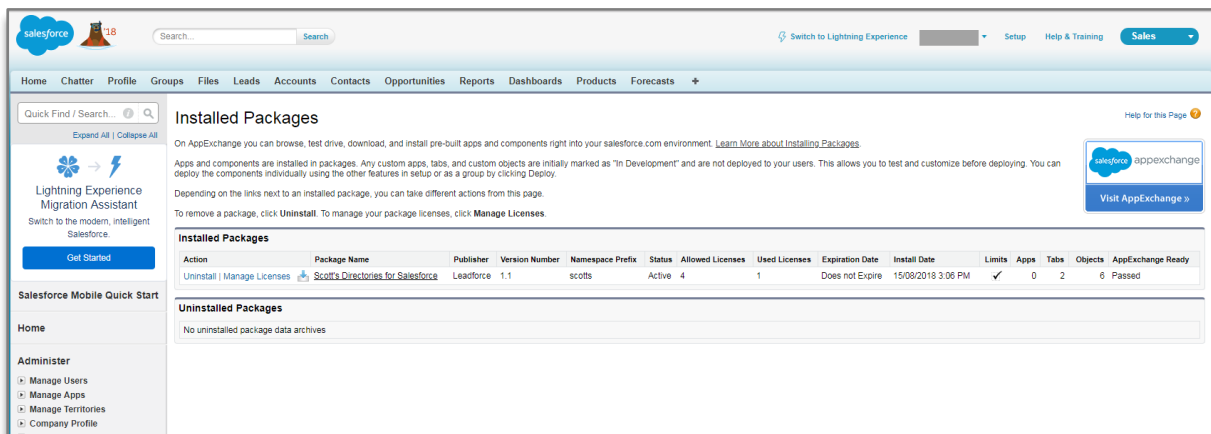 salesforce '18 Search... Search Switch to Lightning Experience Setup Help & Training Sales
Home Chatter Profile Groups Files Leads Accounts Contacts Opportunities Reports Dashboards Products Forecasts +
Quick Find / Search...
Expand All | Collapse All
Lightning Experience
Migration Assistant
Switch to the modern, intelligent
Salesforce.
Get Started
Salesforce Mobile Quick Start
Home
Administer
Manage Users
Manage Apps
Manage Territories
Company Profile
Installed Packages
Help for this Page
On AppExchange you can browse, test drive, download, and install pre-built apps and components right into your salesforce.com environment. Learn More about Installing Packages.
Apps and components are installed in packages. Any custom apps, tabs, and custom objects are initially marked as "In Development" and are not deployed to your users. This allows you to test and customize before deploying. You can
deploy the components individually using the other features in setup or as a group by clicking Deploy.
Depending on the links next to an installed package, you can take different actions from this page.
To remove a package, click Uninstall. To manage your package licenses, click Manage Licenses.
salesforce appexchange
Visit AppExchange »
Installed Packages
Action Package Name Publisher Version Number Namespace Prefix Status Allowed Licenses Used Licenses Expiration Date Install Date Limits Apps Tabs Objects AppExchange Ready
Uninstall | Manage Licenses Scott's Directories for Salesforce Leadforce 1.1 scotts Active 4 1 Does not Expire 15/08/2018 3:06 PM ✓ 0 2 6 Passed
Uninstalled Packages
No uninstalled package data archives